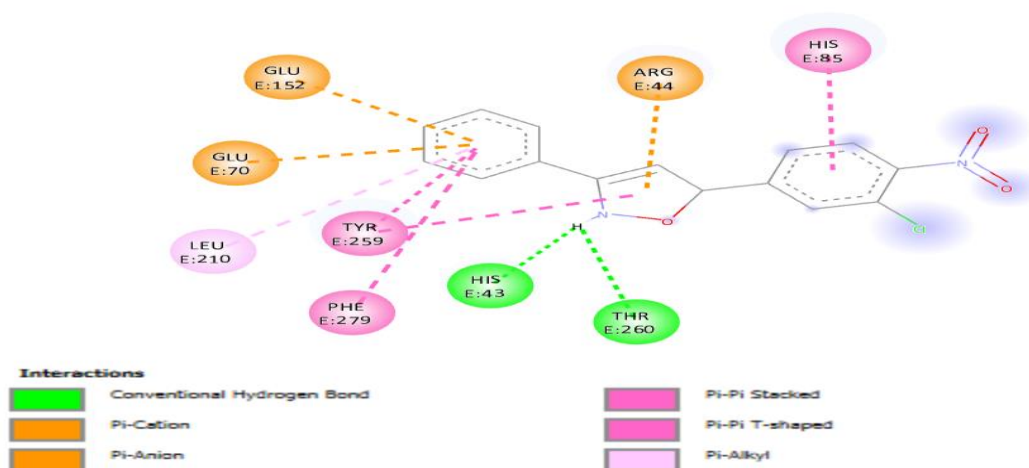 HIS
E:85
GLU
E:152
ARG
E:44
O
N
O
GLU
E:70
Cl
N
O
H
TYR
E:259
LEU
E:210
HIS
E:43
PHE
E:279
THR
E:260
Interactions
Conventional Hydrogen Bond
Pi-Cation
Pi-Anion
Pi-Pi Stacked
Pi-Pi T-shaped
Pi-Alkyl